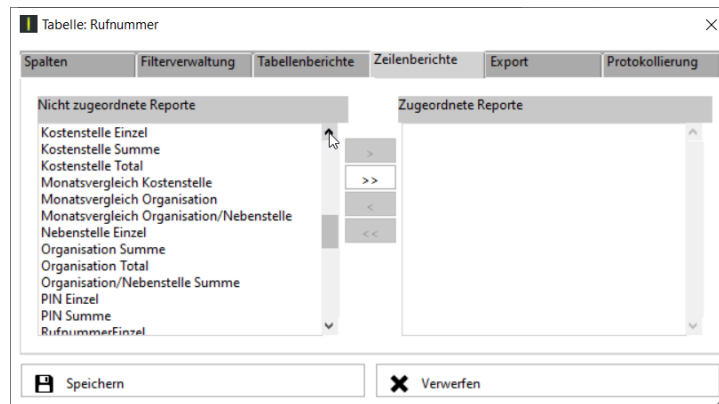 Tabelle: Rufnummer
Spalten Filterverwaltung Tabellenberichte Zeilenberichte Export Protokollierung
Nicht zugeordnete Reporte
Kostenstelle Einzel
Kostenstelle Summe
Kostenstelle Total
Monatsvergleich Kostenstelle
Monatsvergleich Organisation
Monatsvergleich Organisation/Nebenstelle
Nebenstelle Einzel
Organisation Summe
Organisation Total
Organisation/Nebenstelle Summe
PIN Einzel
PIN Summe
RufnummerEinzel
>
>>
<
<<
Zugeordnete Reporte
Speichern Verwerfen